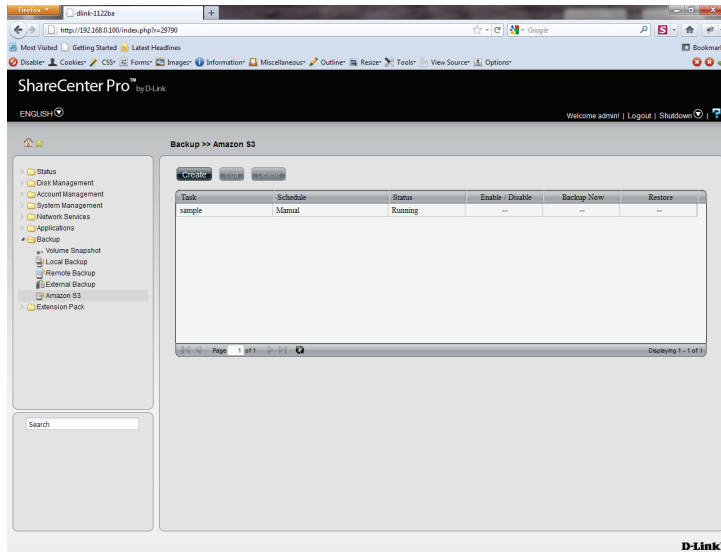 Firefox
dlink-1122ba
+
http://192.168.0.100/index.php?r=29790
Google
Most Visited Getting Started Latest Headlines Bookmar
Disable Cookies CSS Forms Images Information Miscellaneous Outline Resize Tools View Source Options
ShareCenter Pro™ by D-Link
ENGLISH
Welcome admin! | Logout | Shutdown | ?
Backup >> Amazon S3
Status
Disk Management
Account Management
System Management
Network Services
Applications
Backup
Volume Snapshot
Local Backup
Remote Backup
External Backup
Amazon S3
Extension Pack
Search
Create Edit Delete
Task Schedule Status Enable / Disable Backup Now Restore
sample Manual Running -- -- --
Page 1 of 1
Displaying 1 - 1 of 1
D-Link